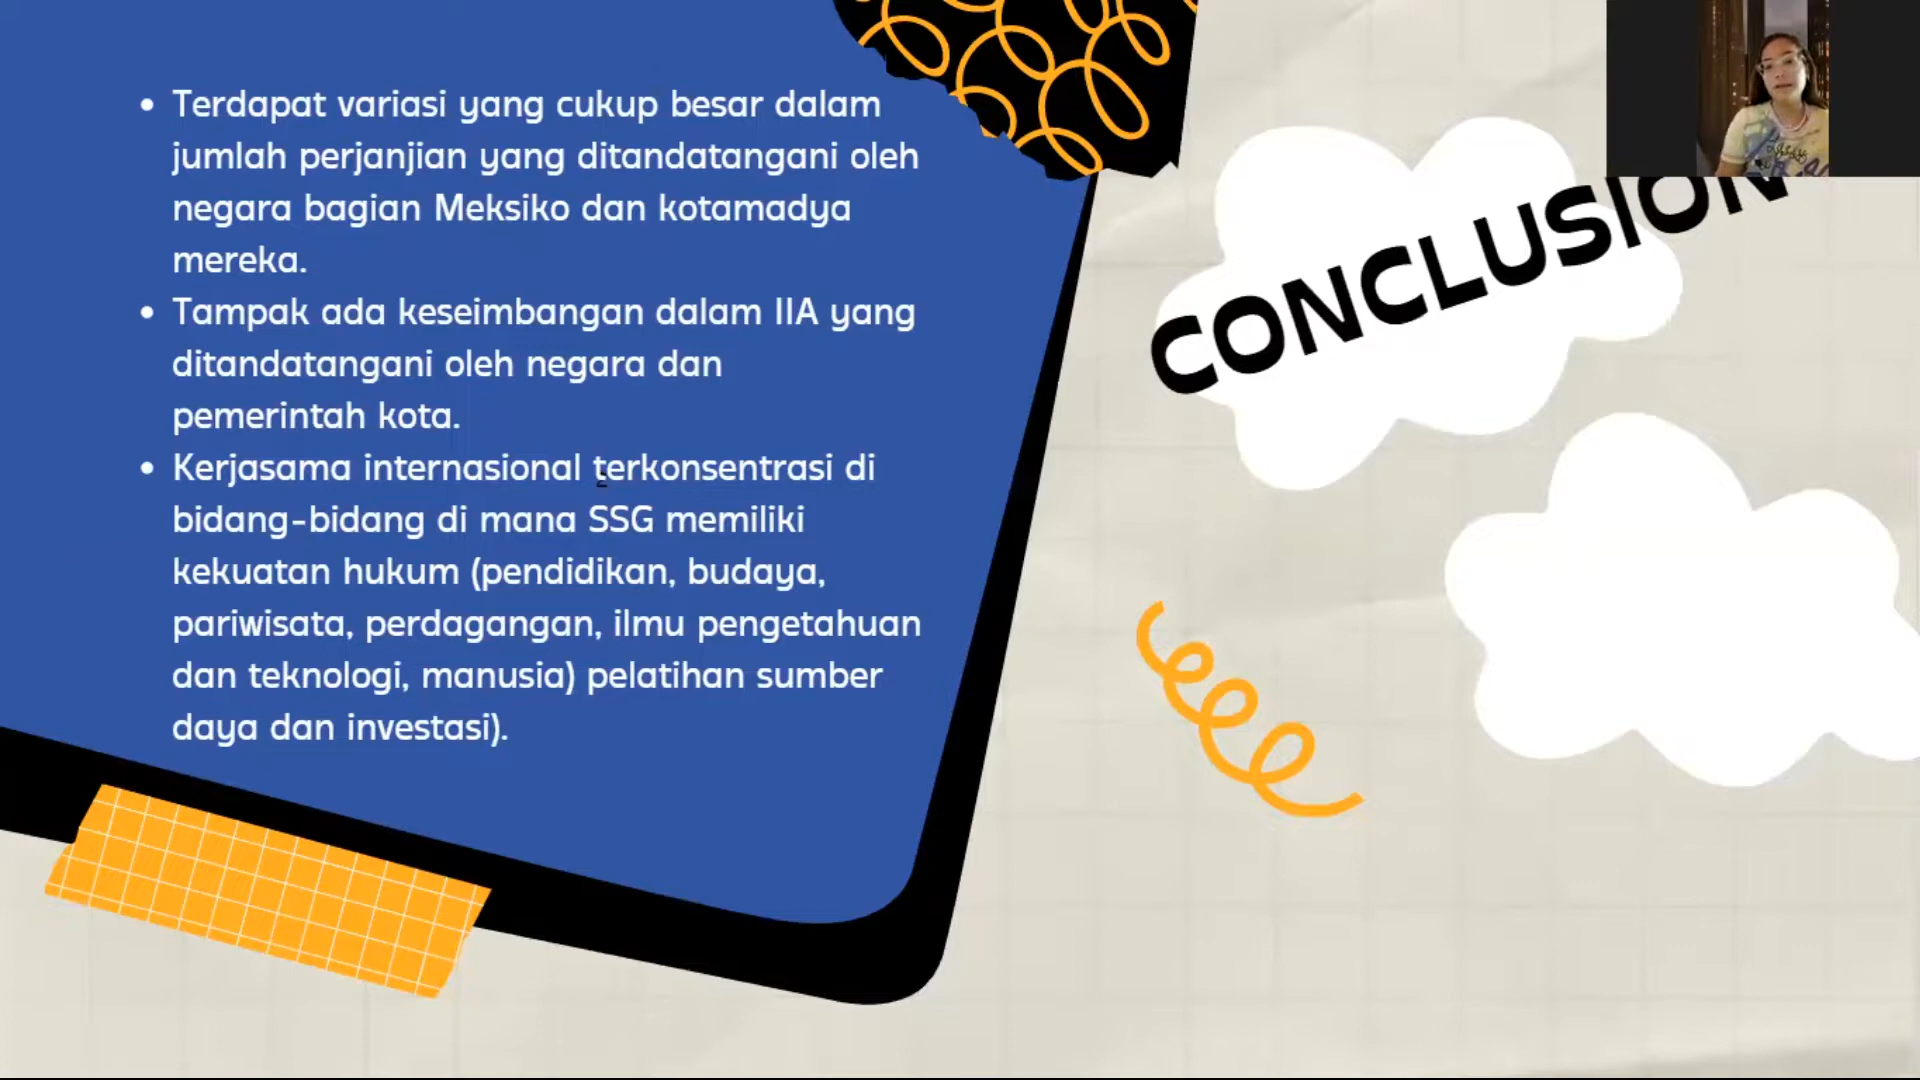 Terdapat variasi yang cukup besar dalam
jumlah perjanjian yang ditandatangani oleh
negara bagian Meksiko dan kotamadya
mereka.
Tampak ada keseimbangan dalam IIA yang
ditandatangani oleh negara dan
pemerintah kota.
Kerjasama internasional terkonsentrasi di
bidang-bidang di mana SSG memiliki
kekuatan hukum (pendidikan, budaya,
pariwisata, perdagangan, ilmu pengetahuan
dan teknologi, manusia) pelatihan sumber
daya dan investasi).
CONCLUSION